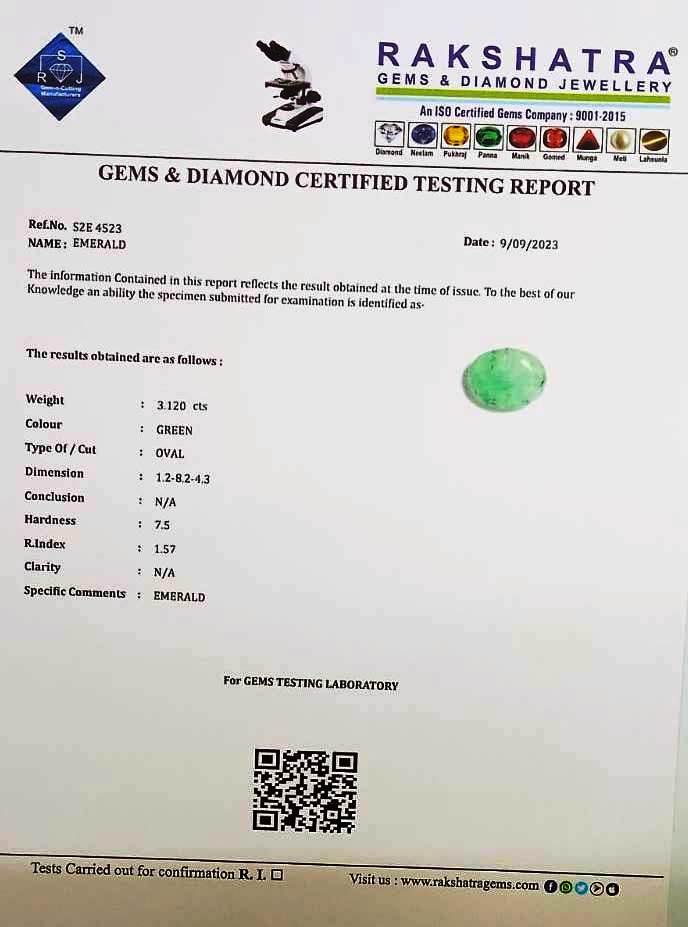 TM
S
R J
Gems-Cutting
Manufacturers
RAKSHATRA®
GEMS & DIAMOND JEWELLERY
An ISO Certified Gems Company : 9001-2015
Diamond Neelam Pukhraj Panna Manik Gomed Munga Moti Lahsunia
GEMS & DIAMOND CERTIFIED TESTING REPORT
Ref.No. S2E 4523
NAME : EMERALD
Date : 9/09/2023
The information Contained in this report reflects the result obtained at the time of issue. To the best of our
Knowledge an ability the specimen submitted for examination is identified as-
The results obtained are as follows :
Weight : 3.120 cts
Colour : GREEN
Type Of / Cut : OVAL
Dimension : 1.2-8.2-4.3
Conclusion : N/A
Hardness : 7.5
R.Index : 1.57
Clarity : N/A
Specific Comments : EMERALD
For GEMS TESTING LABORATORY
Tests Carried out for confirmation R. I. ☐
Visit us : www.rakshatragems.com